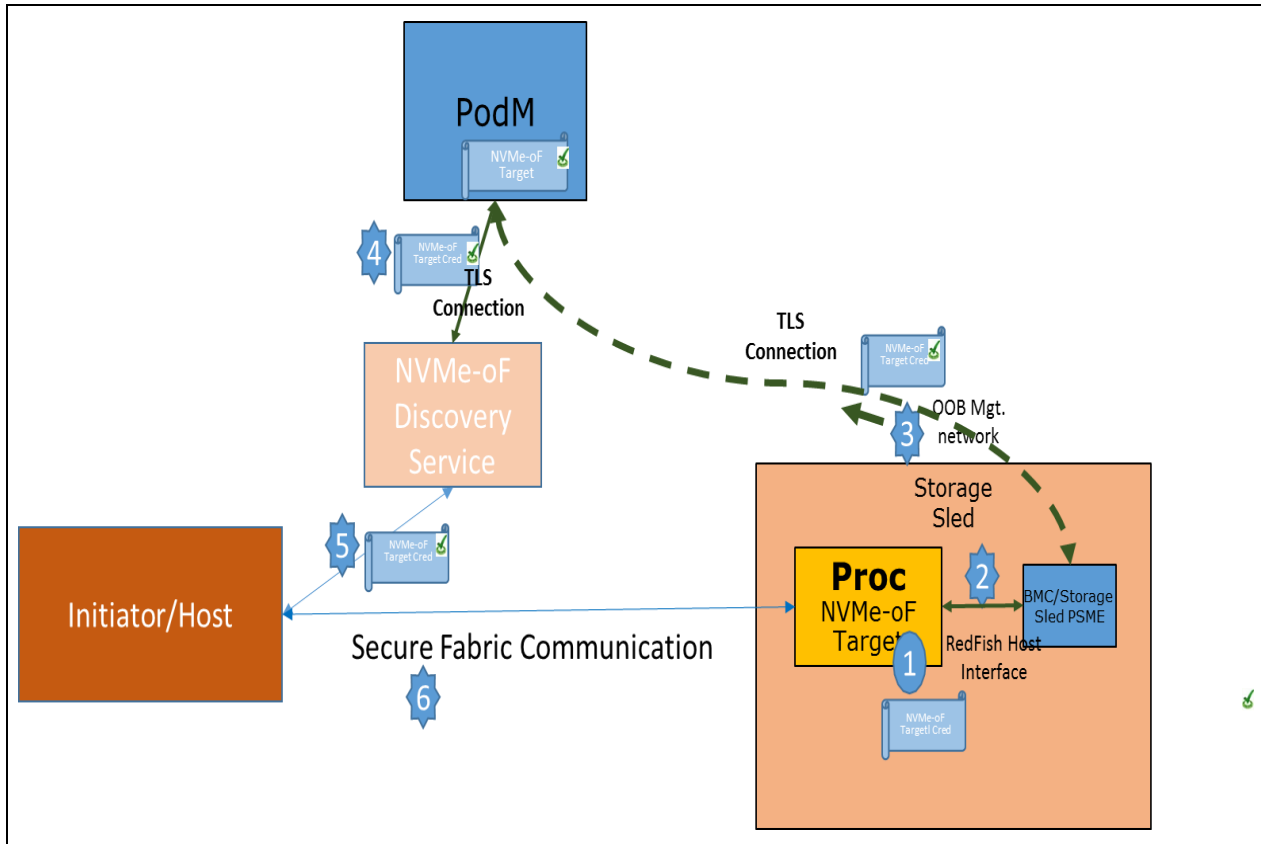 PodM
NVMe-oF
Target
4
NVMe-oF
Target Cred
TLS
Connection
TLS
Connection
NVMe-oF
Target Cred
OOB Mgt.
network
3
NVMe-oF
Discovery
Service
Storage
Sled
5
NVMe-oF
Target Cred
Initiator/Host
Secure Fabric Communication
6
Proc
NVMe-oF
Target
1
2
BMC/Storage
Sled PSME
RedFish Host
Interface
NVMe-oF
Targetl Cred